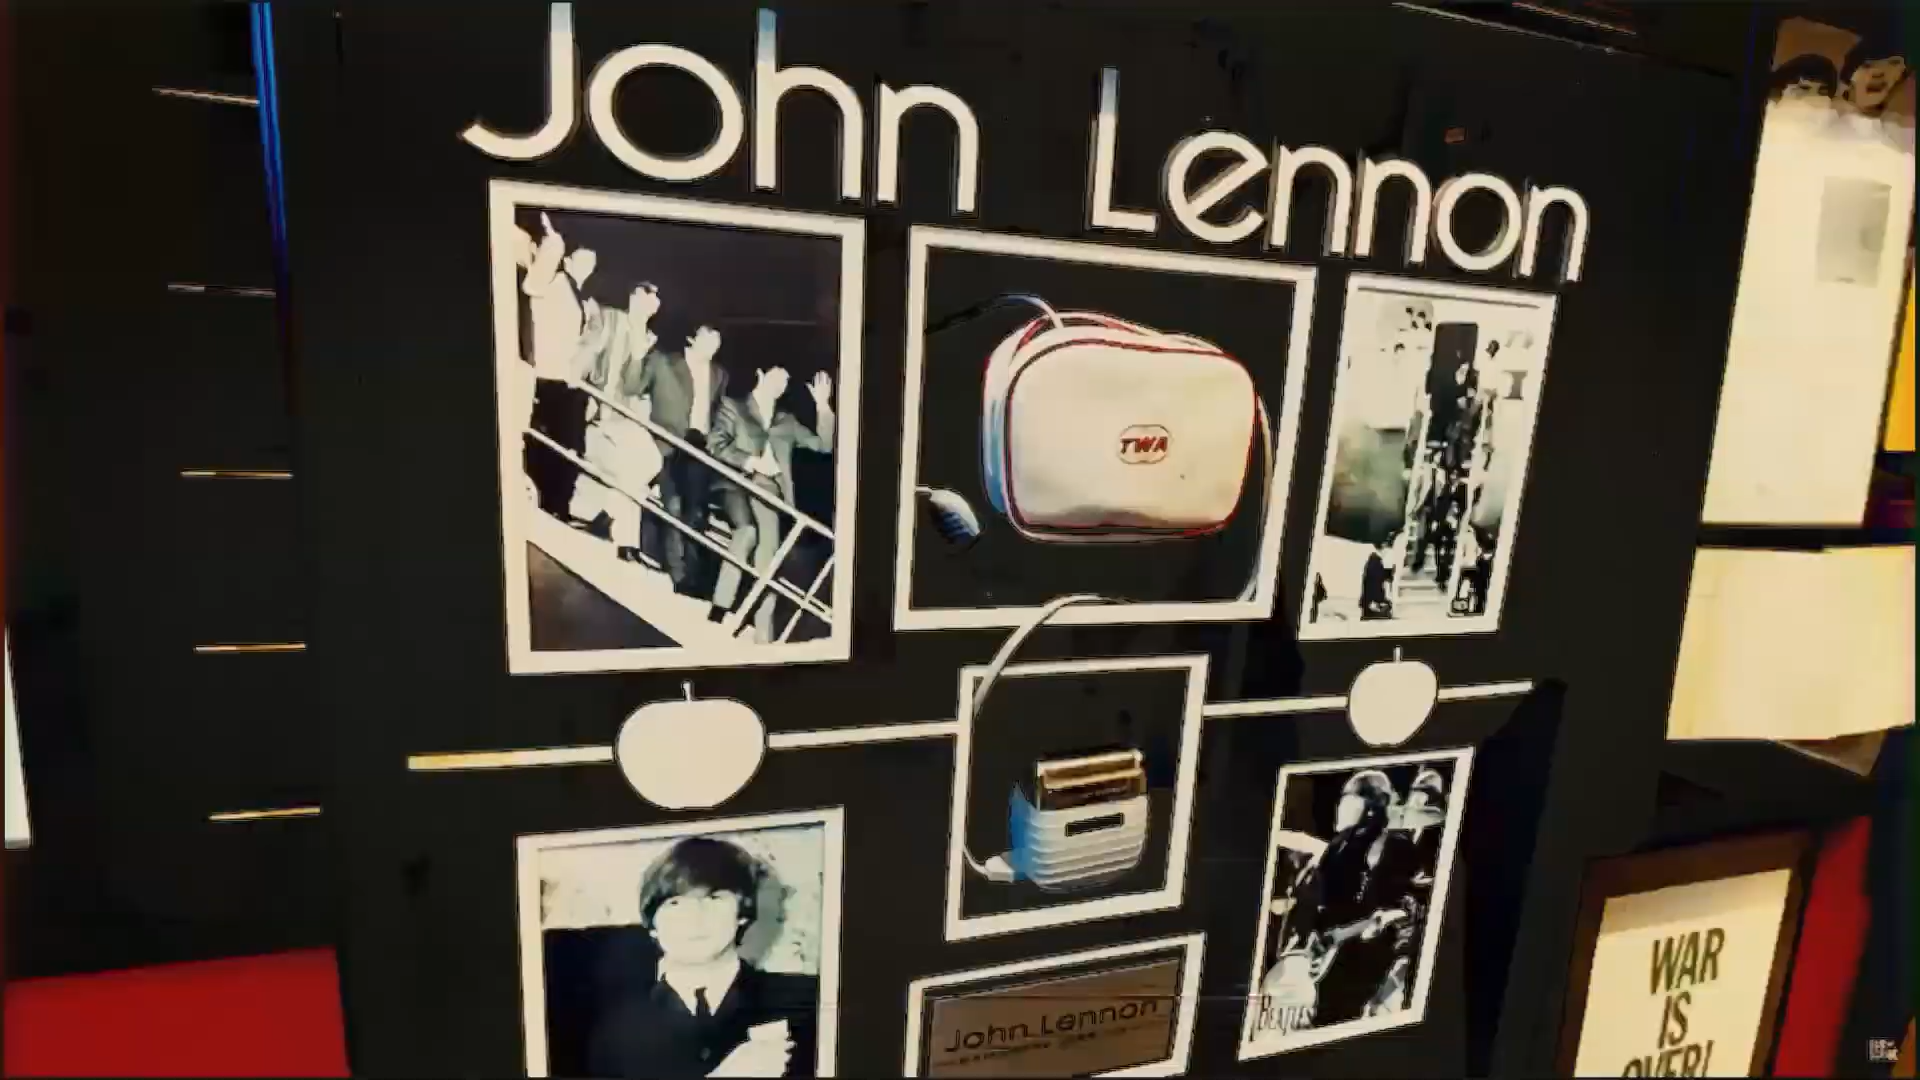 John Lennon
TWA
John Lennon
BEATLES
WAR
IS
OVER!